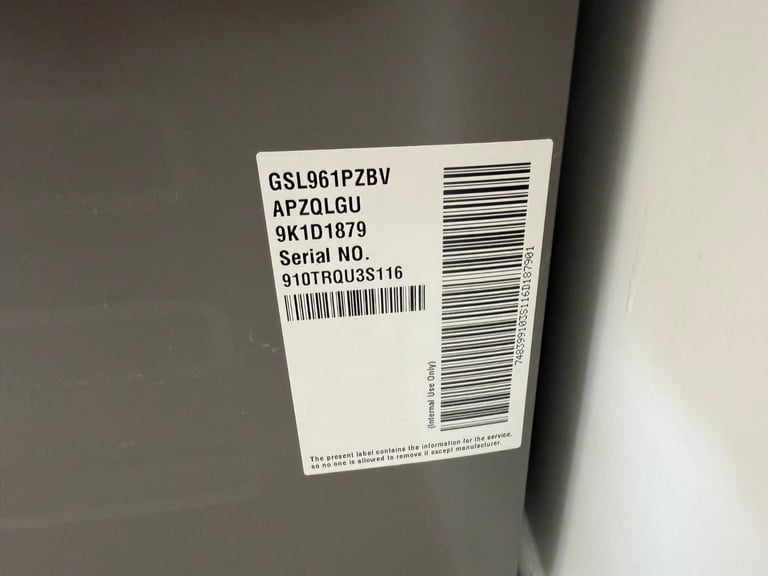 GSL961PZBV
APZQLGU
9K1D1879
Serial NO.
910TRQU3S116
(Internal Use Only)
748399103S116D187901
The present label contains the information for the service,
so no one is allowed to remove it except manufacturer.